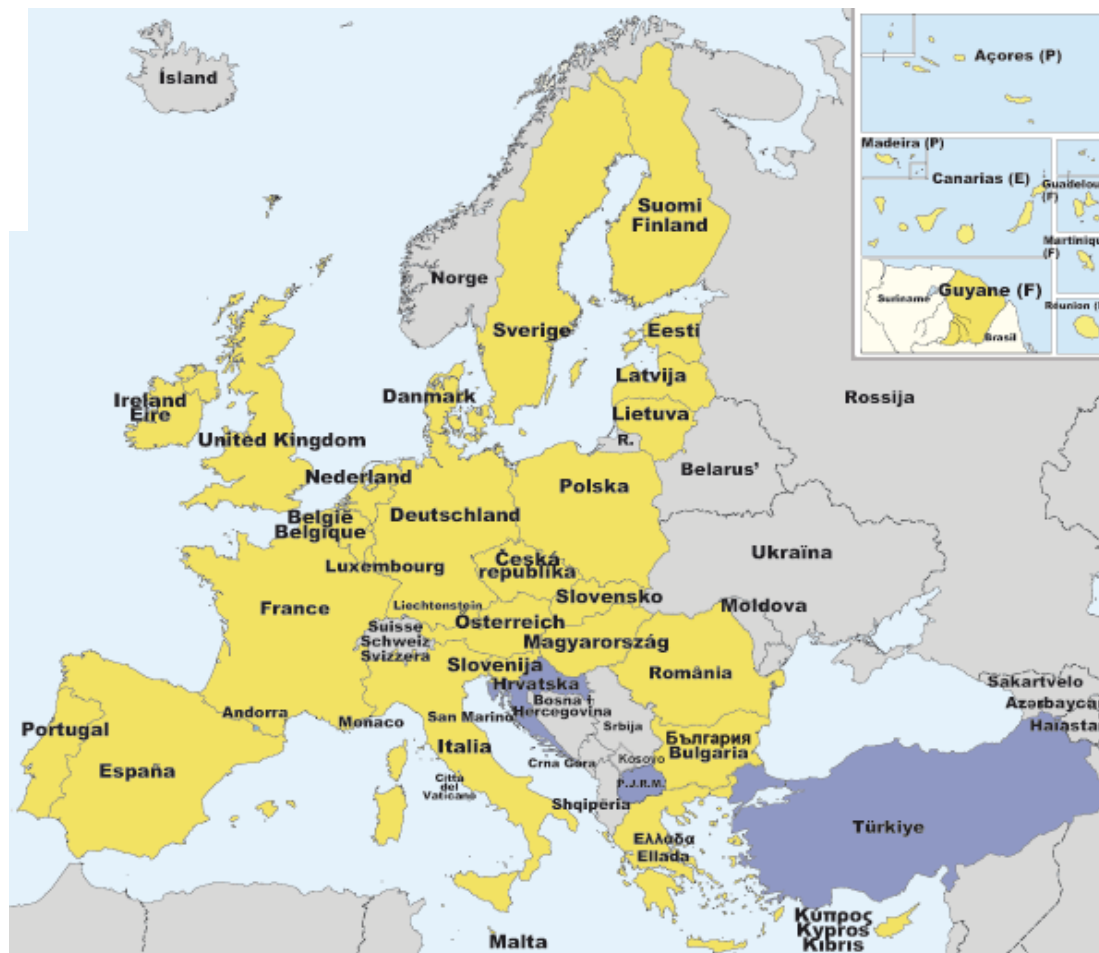 Ísland
Norge
Suomi
Finland
Sverige
Eesti
Latvija
Lietuva
R.
Danmark
Ireland
Eire
United Kingdom
Nederland
België
Belgique
Luxembourg
Deutschland
Polska
Belarus’
Rossija
Česká
republika
Slovensko
Ukraïna
Moldova
France
Liechtenstein
Österreich
Suisse
Schweiz
Svizzera
Magyarország
Slovenija
Hrvatska
Bosna i
Hercegovina
România
Srbija
Portugal
España
Andorra
Monaco
San Marino
Italia
Città
del
Vaticano
Crna Gora
Kosovo
България
Bulgaria
P.J.R.M.
Shqipëria
Ελλάδα
Ellada
Türkiye
Sakartvelo
Azərbaycan
Haiastan
Κύπρος
Kypros
Kıbrıs
Malta
Açores (P)
Madeira (P)
Canarias (E)
(F)
(F)
Guyane (F)
Suriname
Brasil
Réunion